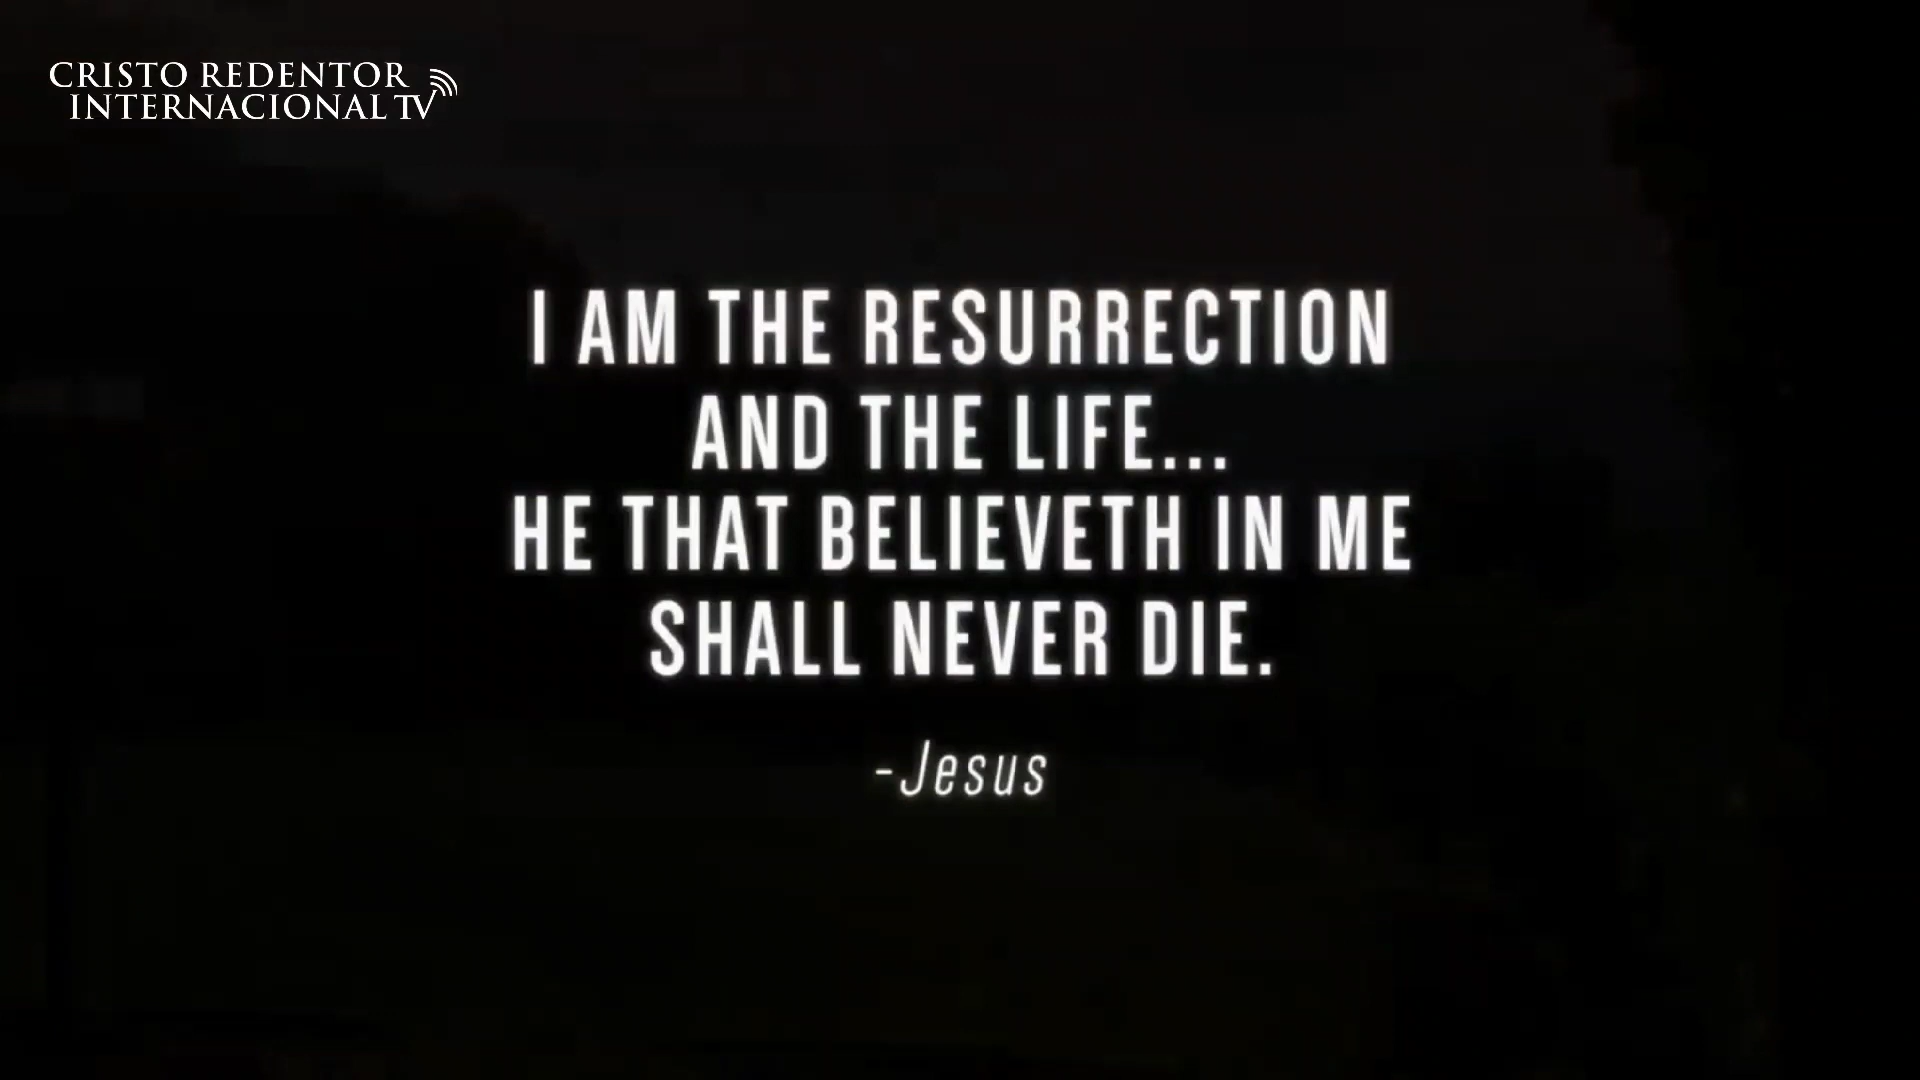 CRISTO REDENTOR
INTERNACIONAL TV
I AM THE RESURRECTION
AND THE LIFE...
HE THAT BELIEVETH IN ME
SHALL NEVER DIE.
-Jesus